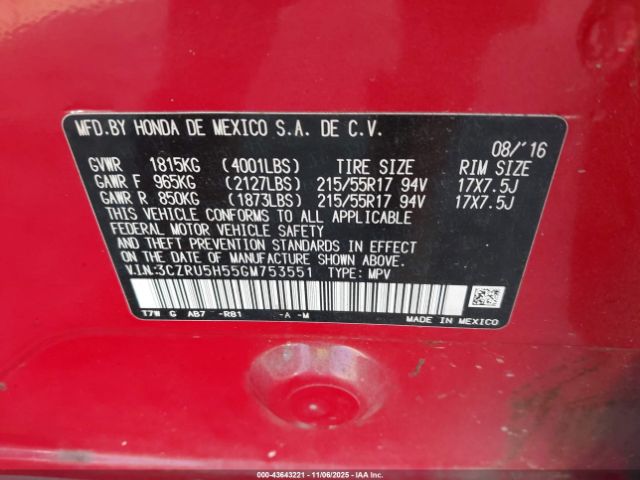 MFD.BY HONDA DE MEXICO S.A. DE C.V.
08/'16
GVWR 1815KG (4001LBS) TIRE SIZE RIM SIZE
GAWR F 965KG (2127LBS) 215/55R17 94V 17X7.5J
GAWR R 850KG (1873LBS) 215/55R17 94V 17X7.5J
THIS VEHICLE CONFORMS TO ALL APPLICABLE
FEDERAL MOTOR VEHICLE SAFETY
AND THEFT PREVENTION STANDARDS IN EFFECT
ON THE DATE OF MANUFACTURE SHOWN ABOVE.
V.I.N:3CZRU5H55GM753551 TYPE: MPV
T7W G AB7 -R81 -A -M MADE IN MEXICO
000-43643221 - 11/06/2025 - IAAI.COM